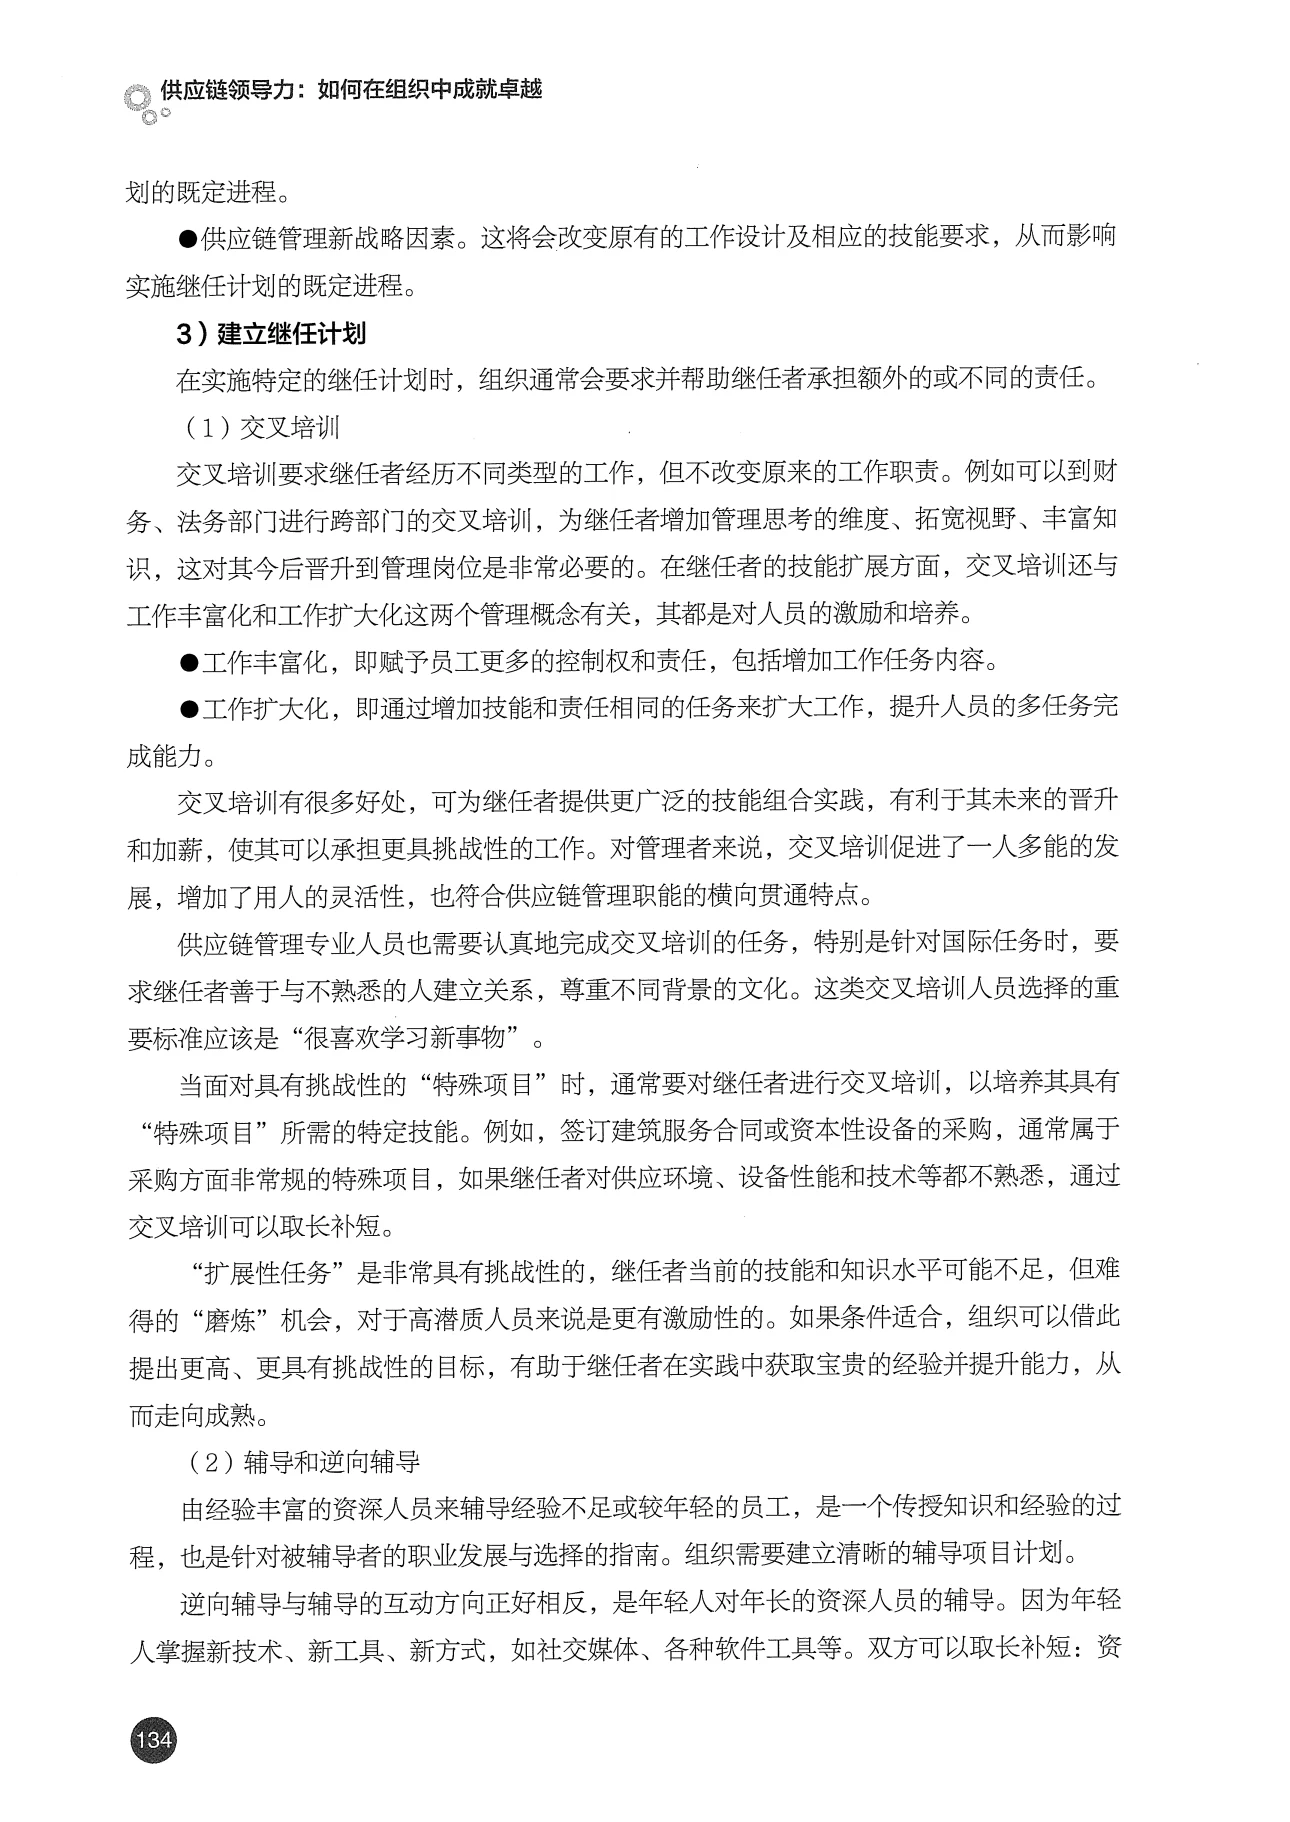 供应链领导力：如何在组织中成就卓越
划的既定进程。
●供应链管理新战略因素。这将会改变原有的工作设计及相应的技能要求，从而影响
实施继任计划的既定进程。
3）建立继任计划
在实施特定的继任计划时，组织通常会要求并帮助继任者承担额外的或不同的责任。
（1）交叉培训
交叉培训要求继任者经历不同类型的工作，但不改变原来的工作职责。例如可以到财
务、法务部门进行跨部门的交叉培训，为继任者增加管理思考的维度、拓宽视野、丰富知
识，这对其今后晋升到管理岗位是非常必要的。在继任者的技能扩展方面，交叉培训还与
工作丰富化和工作扩大化这两个管理概念有关，其都是对人员的激励和培养。
●工作丰富化，即赋予员工更多的控制权和责任，包括增加工作任务内容。
●工作扩大化，即通过增加技能和责任相同的任务来扩大工作，提升人员的多任务完
成能力。
交叉培训有很多好处，可为继任者提供更广泛的技能组合实践，有利于其未来的晋升
和加薪，使其可以承担更具挑战性的工作。对管理者来说，交叉培训促进了一人多能的发
展，增加了用人的灵活性，也符合供应链管理职能的横向贯通特点。
供应链管理专业人员也需要认真地完成交叉培训的任务，特别是针对国际任务时，要
求继任者善于与不熟悉的人建立关系，尊重不同背景的文化。这类交叉培训人员选择的重
要标准应该是“很喜欢学习新事物”。
当面对具有挑战性的“特殊项目”时，通常要对继任者进行交叉培训，以培养其具有
“特殊项目”所需的特定技能。例如，签订建筑服务合同或资本性设备的采购，通常属于
采购方面非常规的特殊项目，如果继任者对供应环境、设备性能和技术等都不熟悉，通过
交叉培训可以取长补短。
“扩展性任务”是非常具有挑战性的，继任者当前的技能和知识水平可能不足，但难
得的“磨炼”机会，对于高潜质人员来说是更有激励性的。如果条件适合，组织可以借此
提出更高、更具有挑战性的目标，有助于继任者在实践中获取宝贵的经验并提升能力，从
而走向成熟。
（2）辅导和逆向辅导
由经验丰富的资深人员来辅导经验不足或较年轻的员工，是一个传授知识和经验的过
程，也是针对被辅导者的职业发展与选择的指南。组织需要建立清晰的辅导项目计划。
逆向辅导与辅导的互动方向正好相反，是年轻人对年长的资深人员的辅导。因为年轻
人掌握新技术、新工具、新方式，如社交媒体、各种软件工具等。双方可以取长补短：资
134